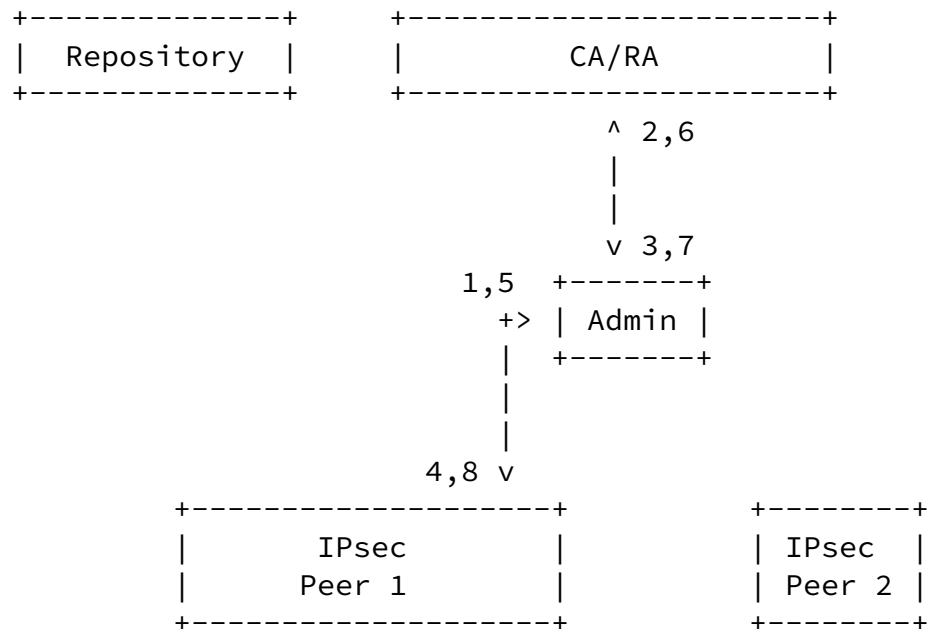 +--------------+     +-----------------------+
|  Repository  |     |         CA/RA         |
+--------------+     +-----------------------+
^ 2,6
|
|
v 3,7
1,5  +-------+
+> | Admin |
|  +-------+
|
|
4,8 v
+--------------------+          +--------+
|       IPsec        |          | IPsec  |
|      Peer 1        |          | Peer 2 |
+--------------------+          +--------+